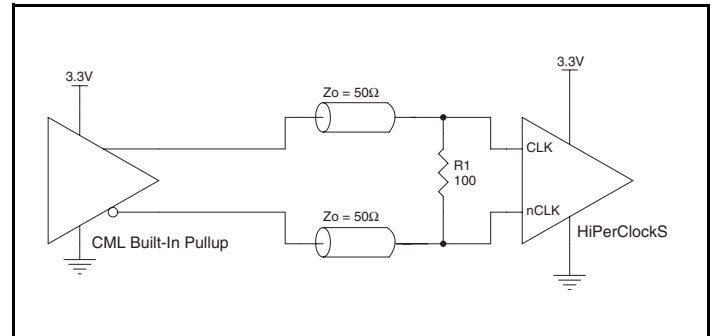 3.3V
3.3V
Zo = 50Ω
CLK
R1
100
Zo = 50Ω
nCLK
CML Built-In Pullup
HiPerClockS